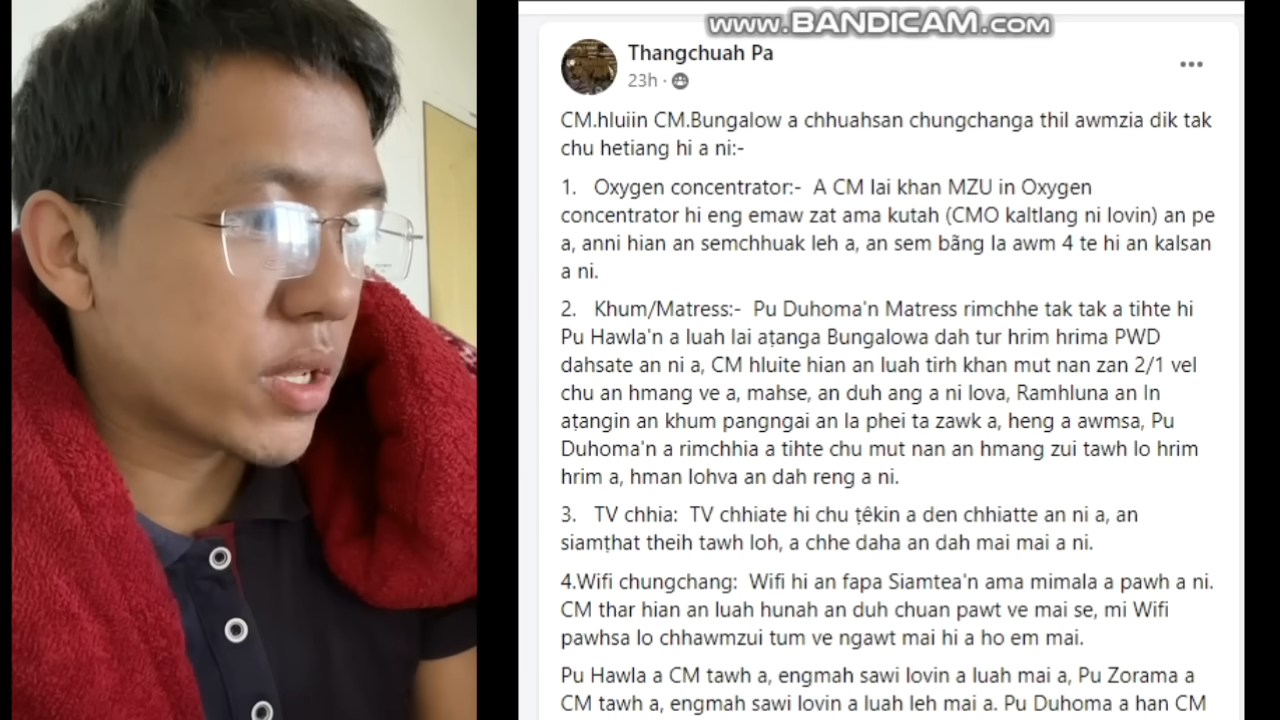 www.BANDICAM.com
Thangchuah Pa
23h ·
CM.hluiin CM.Bungalow a chhuahsan chungchanga thil awmzia dik tak
chu hetiang hi a ni:-
1. Oxygen concentrator:- A CM lai khan MZU in Oxygen
concentrator hi eng emaw zat ama kutah (CMO kaltlang ni lovin) an pe
a, anni hian an semchhuak leh a, an sem bãng la awm 4 te hi an kalsan
a ni.
2. Khum/Matress:- Pu Duhoma'n Matress rimchhe tak tak a tihte hi
Pu Hawla'n a luah lai aṭanga Bungalowa dah tur hrim hrima PWD
dahsate an ni a, CM hluite hian an luah tirh khan mut nan zan 2/1 vel
chu an hmang ve a, mahse, an duh ang a ni lova, Ramhluna an In
aṭangin an khum pangngai an la phei ta zawk a, heng a awmsa, Pu
Duhoma'n a rimchhia a tihte chu mut nan an hmang zui tawh lo hrim
hrim a, hman lohva an dah reng a ni.
3. TV chhia: TV chhiate hi chu ṭêkin a den chhiatte an ni a, an
siamṭhat theih tawh loh, a chhe daha an dah mai mai a ni.
4.Wifi chungchang: Wifi hi an fapa Siamtea'n ama mimala a pawh a ni.
CM thar hian an luah hunah an duh chuan pawt ve mai se, mi Wifi
pawhsa lo chhawmzui tum ve ngawt mai hi a ho em mai.
Pu Hawla a CM tawh a, engmah sawi lovin a luah mai a, Pu Zorama a
CM tawh a, engmah sawi lovin a luah leh mai a. Pu Duhoma a han CM